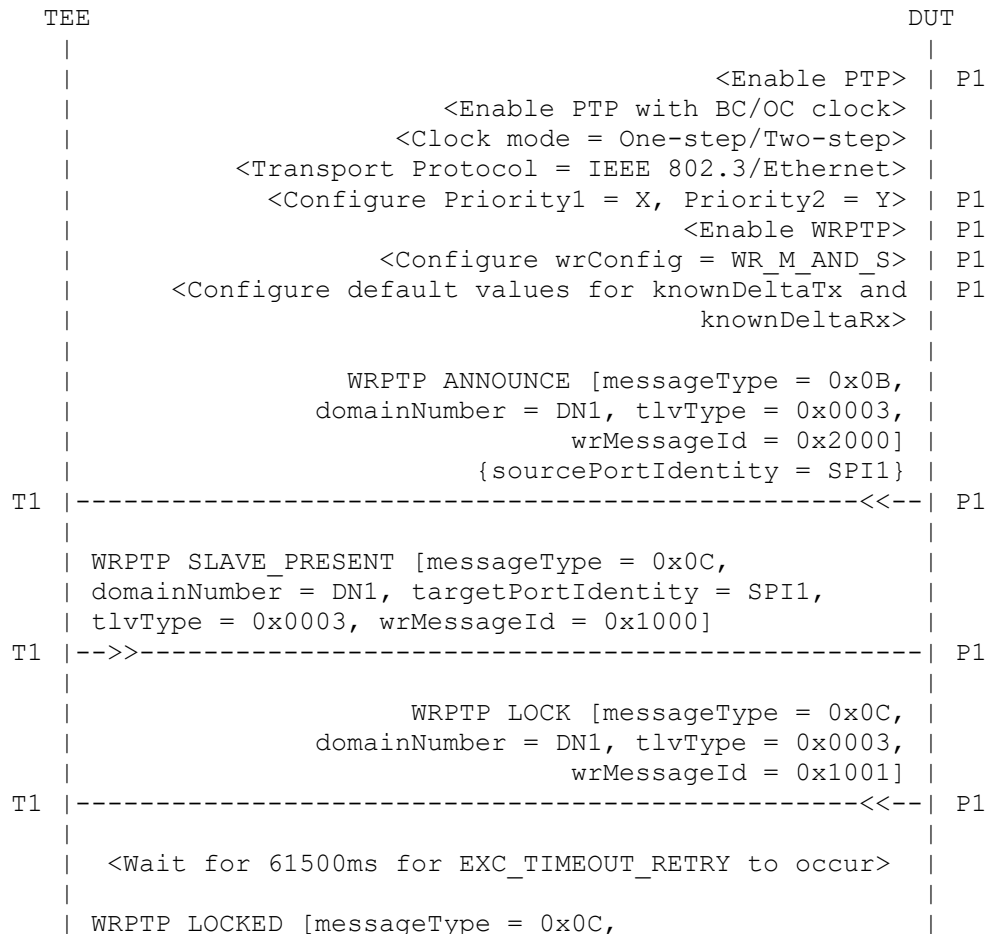 TEE DUT
| |
| <Enable PTP> | P1
| <Enable PTP with BC/OC clock> |
| <Clock mode = One-step/Two-step> |
| <Transport Protocol = IEEE 802.3/Ethernet> |
| <Configure Priority1 = X, Priority2 = Y> | P1
| <Enable WRPTP> | P1
| <Configure wrConfig = WR_M_AND_S> | P1
| <Configure default values for knownDeltaTx and | P1
| knownDeltaRx> |
| |
| WRPTP ANNOUNCE [messageType = 0x0B, |
| domainNumber = DN1, tlvType = 0x0003, |
| wrMessageId = 0x2000] |
| {sourcePortIdentity = SPI1} |
T1 |--------------------------------------------------<<--| P1
| |
| WRPTP SLAVE_PRESENT [messageType = 0x0C, |
| domainNumber = DN1, targetPortIdentity = SPI1, |
| tlvType = 0x0003, wrMessageId = 0x1000] |
T1 |-->>--------------------------------------------------| P1
| |
| WRPTP LOCK [messageType = 0x0C, |
| domainNumber = DN1, tlvType = 0x0003, |
| wrMessageId = 0x1001] |
T1 |--------------------------------------------------<<--| P1
| |
| <Wait for 61500ms for EXC_TIMEOUT_RETRY to occur> |
| |
| WRPTP LOCKED [messageType = 0x0C, |